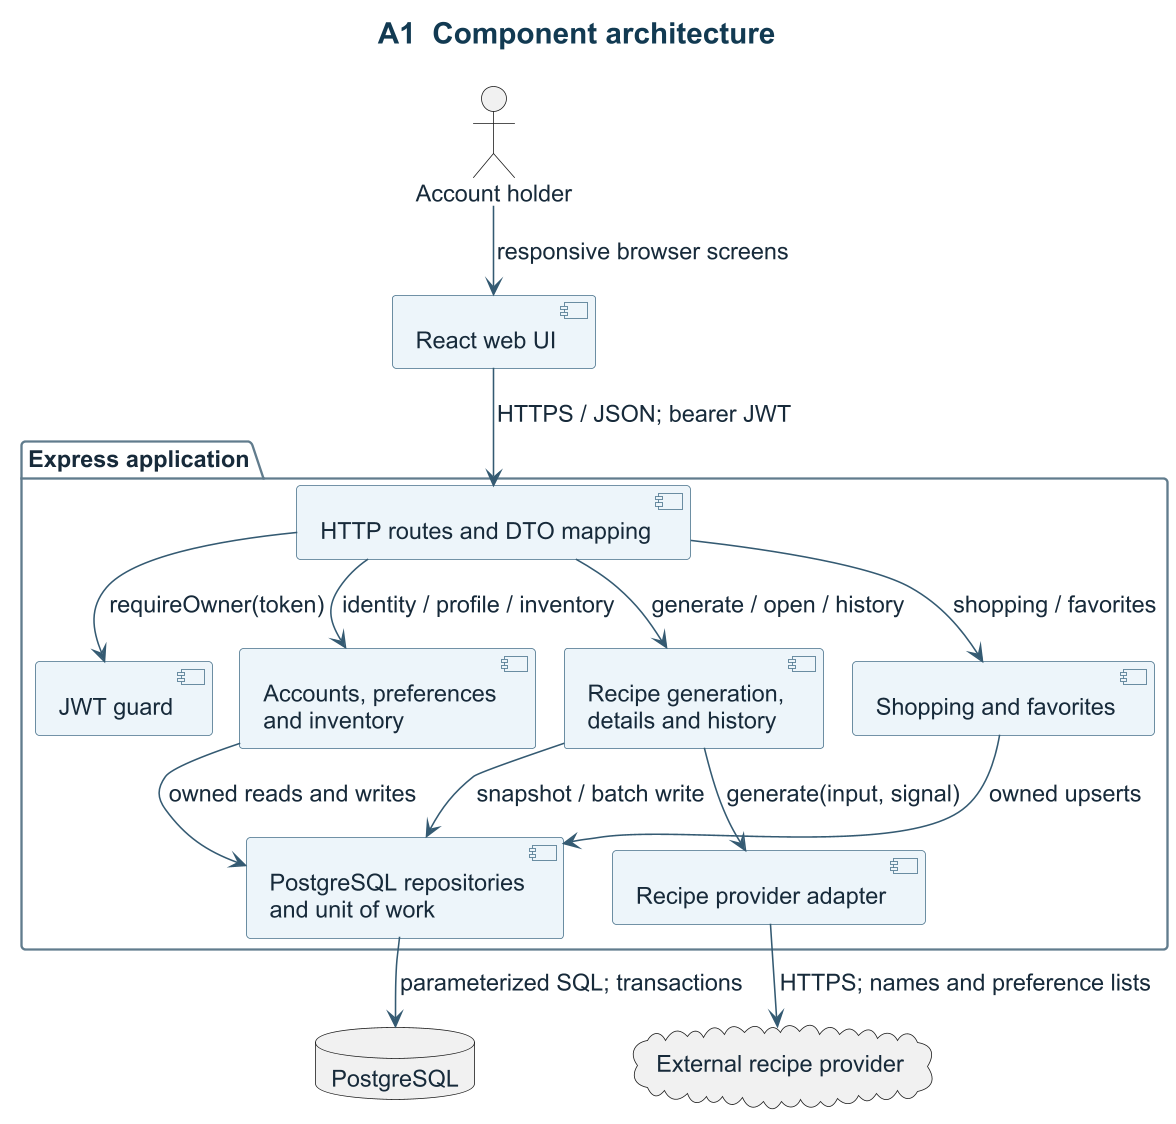 A1  Component architecture
Account holder
responsive browser screens
React web UI
HTTPS / JSON; bearer JWT
Express application
HTTP routes and DTO mapping
requireOwner(token)
identity / profile / inventory
generate / open / history
shopping / favorites
JWT guard
Accounts, preferences
and inventory
Recipe generation,
details and history
Shopping and favorites
owned reads and writes
snapshot / batch write
generate(input, signal)
owned upserts
PostgreSQL repositories
and unit of work
Recipe provider adapter
parameterized SQL; transactions
HTTPS; names and preference lists
PostgreSQL
External recipe provider